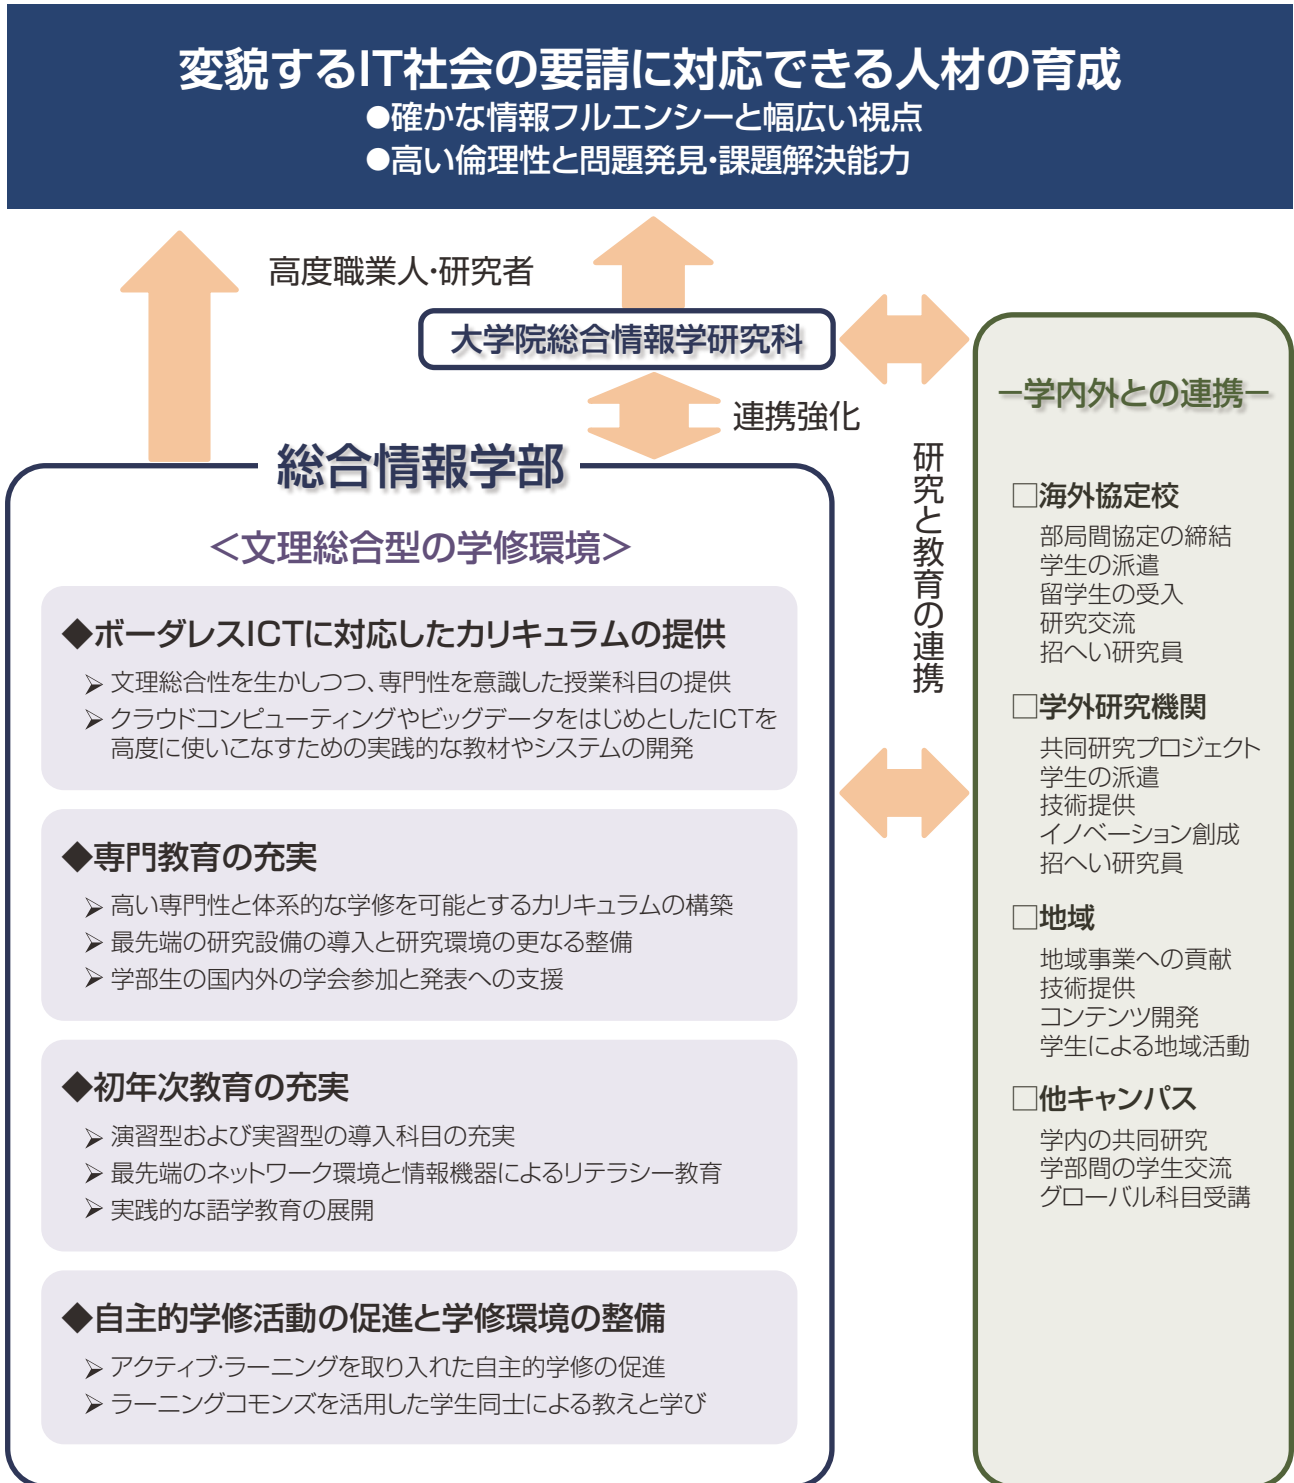 変貌するIT社会の要請に対応できる人材の育成
●確かな情報フルエンシーと幅広い視点
●高い倫理性と問題発見・課題解決能力
高度職業人・研究者
大学院総合情報学研究科
連携強化
総合情報学部
＜文理総合型の学修環境＞
◆ボーダレスICTに対応したカリキュラムの提供
➢文理総合性を生かしつつ、専門性を意識した授業科目の提供
➢クラウドコンピューティングやビッグデータをはじめとしたICTを
高度に使いこなすための実践的な教材やシステムの開発
◆専門教育の充実
➢高い専門性と体系的な学修を可能とするカリキュラムの構築
➢最先端の研究設備の導入と研究環境の更なる整備
➢学部生の国内外の学会参加と発表への支援
◆初年次教育の充実
➢演習型および実習型の導入科目の充実
➢最先端のネットワーク環境と情報機器によるリテラシー教育
➢実践的な語学教育の展開
◆自主的学修活動の促進と学修環境の整備
➢アクティブ・ラーニングを取り入れた自主的学修の促進
➢ラーニングコモンズを活用した学生同士による教えと学び
研究と教育の連携
－学内外との連携－
□海外協定校
部局間協定の締結
学生の派遣
留学生の受入
研究交流
招へい研究員
□学外研究機関
共同研究プロジェクト
学生の派遣
技術提供
イノベーション創成
招へい研究員
□地域
地域事業への貢献
技術提供
コンテンツ開発
学生による地域活動
□他キャンパス
学内の共同研究
学部間の学生交流
グローバル科目受講